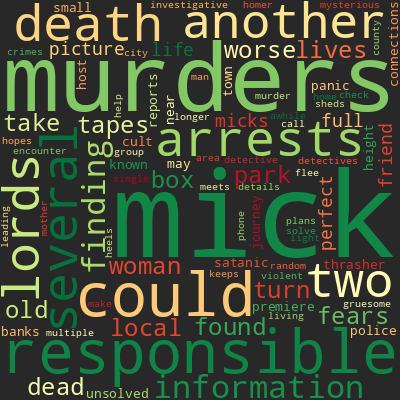 small investigative homer mysterious
death another
crimes picture city life worse lives connections
host county
murders
man town panic
help reports near murder home check
sheds
take tapes longer micks awhile call full
hopes cult arrests
encounter group area detective detectives height friend
lords several finding known may
single box meets details park flee perfect
journey
mick
leading mother heels phone plans solve light
woman satanic random thrasher
keeps violent gruesome
could two
make turn premiere living
old fears
banks multiple local found police
responsible
dead unsolved information